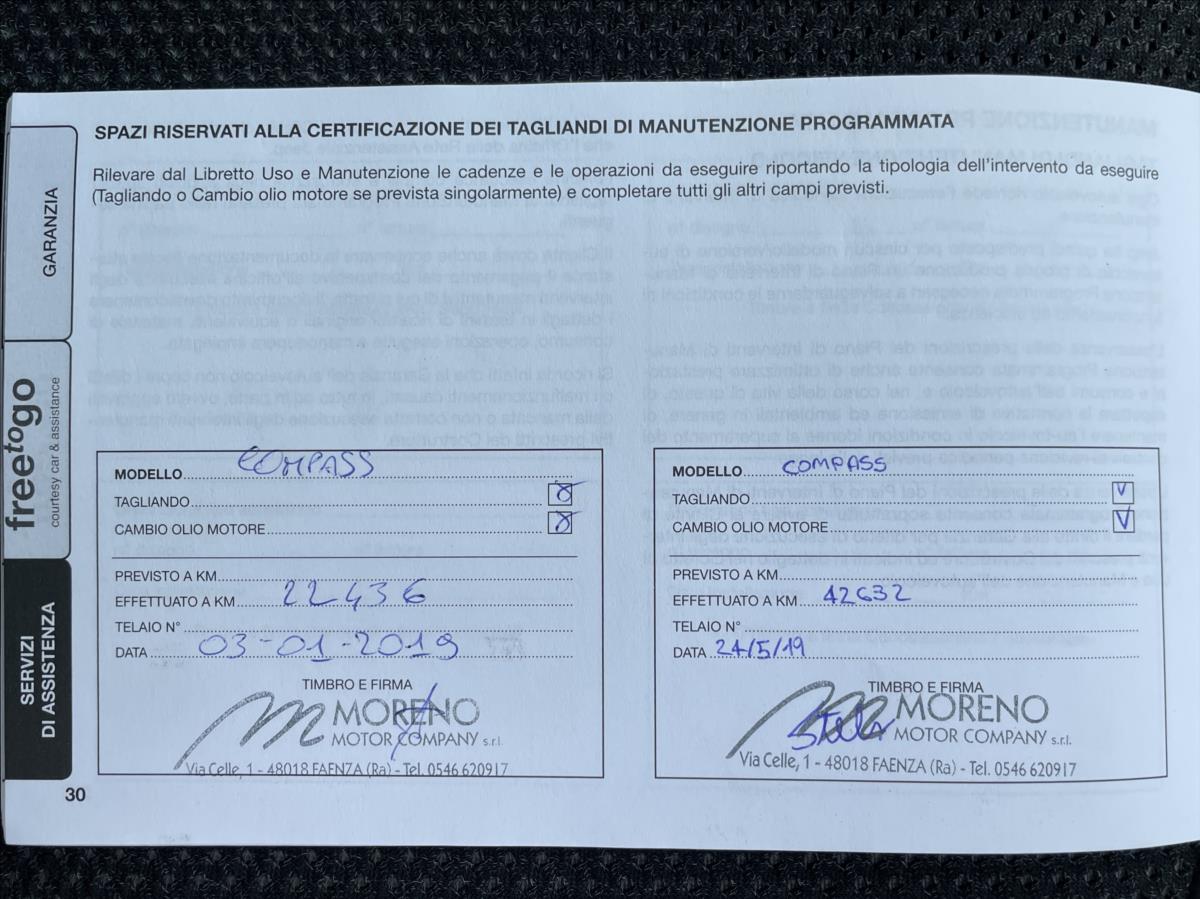 SPAZI RISERVATI ALLA CERTIFICAZIONE DEI TAGLIANDI DI MANUTENZIONE PROGRAMMATA
Rilevare dal Libretto Uso e Manutenzione le cadenze e le operazioni da eseguire riportando la tipologia dell'intervento da eseguire
(Tagliando o Cambio olio motore se prevista singolarmente) e completare tutti gli altri campi previsti.
GARANZIA
freetogo
courtesy car & assistance
SERVIZI
DI ASSISTENZA
MODELLO COMPASS
TAGLIANDO X
CAMBIO OLIO MOTORE X
PREVISTO A KM
EFFETTUATO A KM 22436
TELAIO N°
DATA 03-01-2019
TIMBRO E FIRMA
MORENO
MOTOR COMPANY s.r.l.
Via Celle, 1 - 48018 FAENZA (Ra) - Tel. 0546 620917
MODELLO COMPASS
TAGLIANDO V
CAMBIO OLIO MOTORE V
PREVISTO A KM
EFFETTUATO A KM 42632
TELAIO N°
DATA 24/5/19
TIMBRO E FIRMA
MORENO
MOTOR COMPANY s.r.l.
Via Celle, 1 - 48018 FAENZA (Ra) - Tel. 0546 620917
30